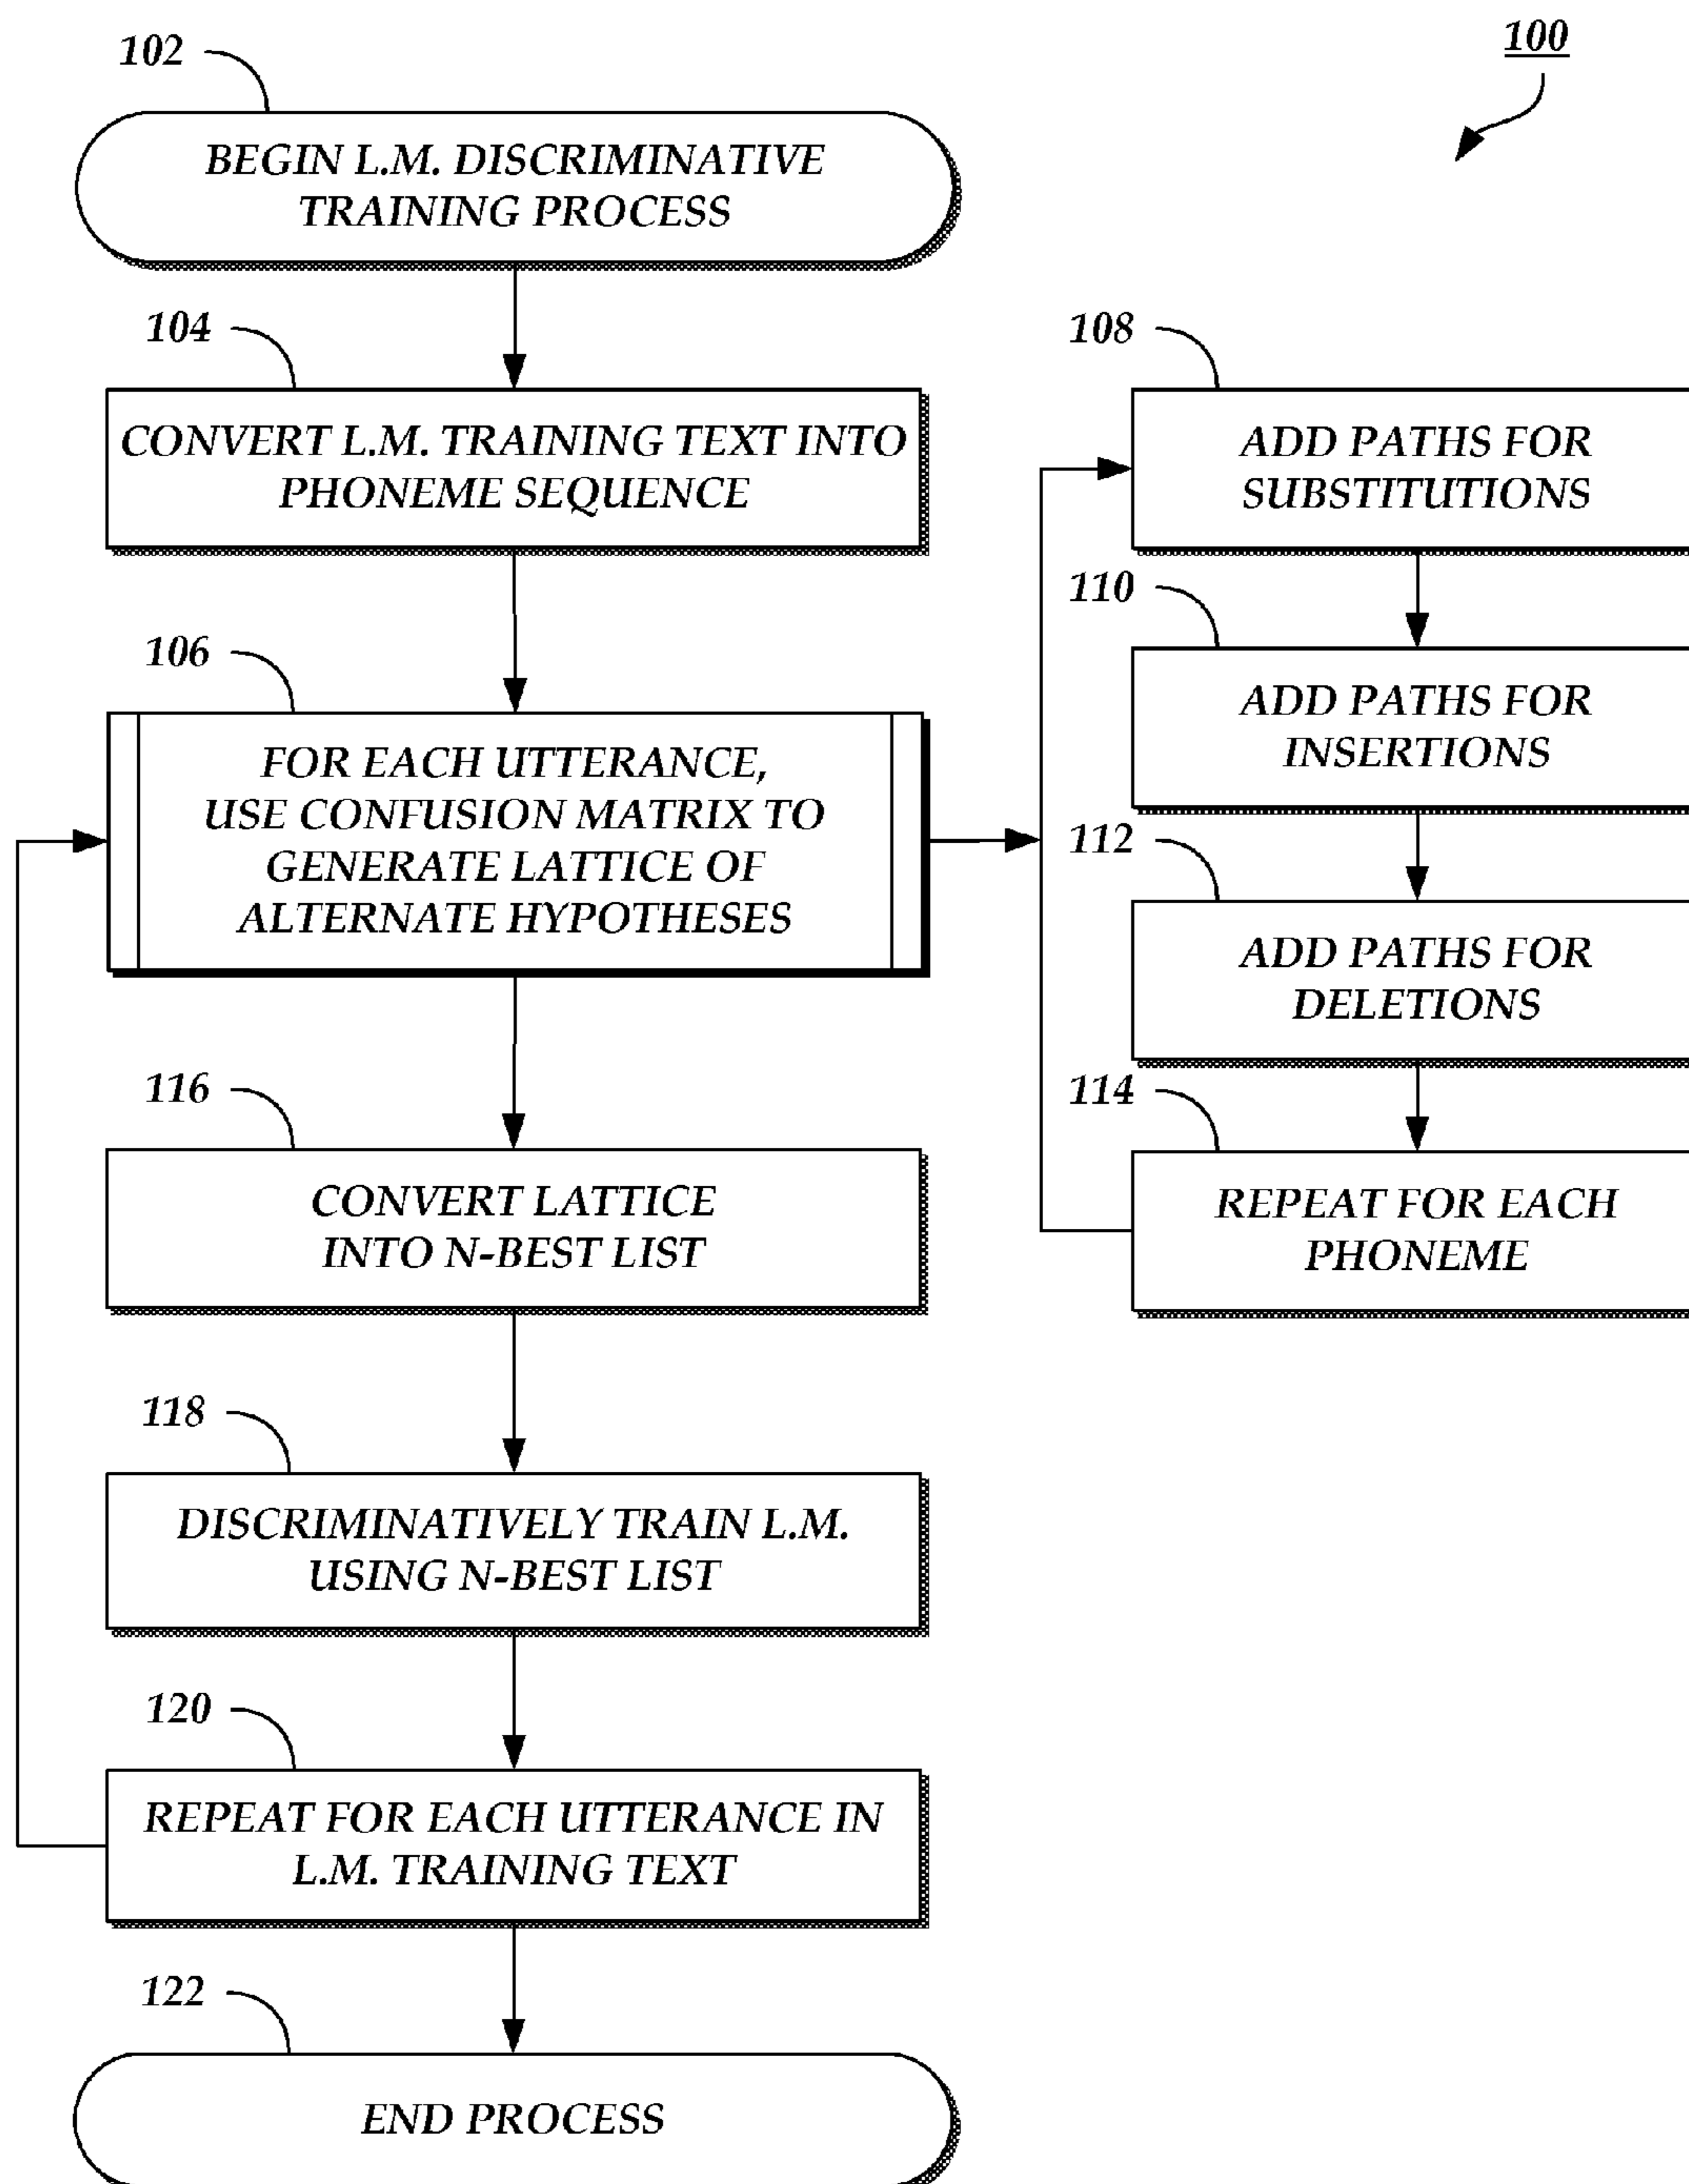 100
102
BEGIN L.M. DISCRIMINATIVE
TRAINING PROCESS
104
CONVERT L.M. TRAINING TEXT INTO
PHONEME SEQUENCE
106
FOR EACH UTTERANCE,
USE CONFUSION MATRIX TO
GENERATE LATTICE OF
ALTERNATE HYPOTHESES
108
ADD PATHS FOR
SUBSTITUTIONS
110
ADD PATHS FOR
INSERTIONS
112
ADD PATHS FOR
DELETIONS
114
REPEAT FOR EACH
PHONEME
116
CONVERT LATTICE
INTO N-BEST LIST
118
DISCRIMINATIVELY TRAIN L.M.
USING N-BEST LIST
120
REPEAT FOR EACH UTTERANCE IN
L.M. TRAINING TEXT
122
END PROCESS